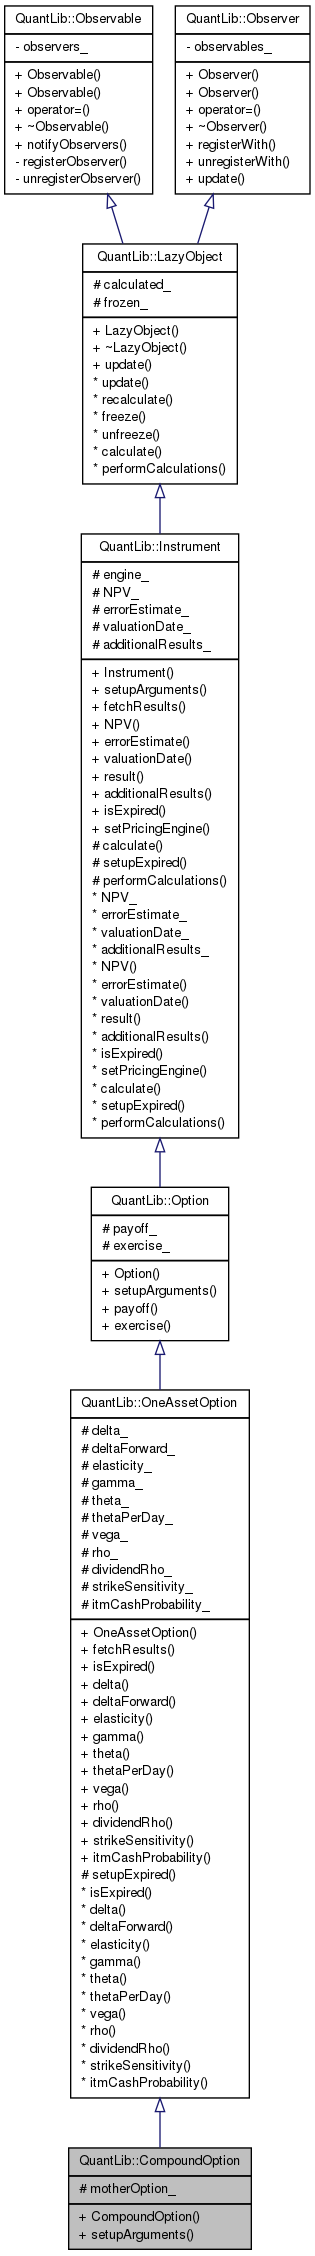 QuantLib::Observable
- observers_
+ Observable()
+ Observable()
+ operator=()
+ ~Observable()
+ notifyObservers()
- registerObserver()
- unregisterObserver()
QuantLib::Observer
- observables_
+ Observer()
+ Observer()
+ operator=()
+ ~Observer()
+ registerWith()
+ unregisterWith()
+ update()
QuantLib::LazyObject
# calculated_
# frozen_
+ LazyObject()
+ ~LazyObject()
+ update()
* update()
* recalculate()
* freeze()
* unfreeze()
* calculate()
* performCalculations()
QuantLib::Instrument
# engine_
# NPV_
# errorEstimate_
# valuationDate_
# additionalResults_
+ Instrument()
+ setupArguments()
+ fetchResults()
+ NPV()
+ errorEstimate()
+ valuationDate()
+ result()
+ additionalResults()
+ isExpired()
+ setPricingEngine()
# calculate()
# setupExpired()
# performCalculations()
* NPV_
* errorEstimate_
* valuationDate_
* additionalResults_
* NPV()
* errorEstimate()
* valuationDate()
* result()
* additionalResults()
* isExpired()
* setPricingEngine()
* calculate()
* setupExpired()
* performCalculations()
QuantLib::Option
# payoff_
# exercise_
+ Option()
+ setupArguments()
+ payoff()
+ exercise()
QuantLib::OneAssetOption
# delta_
# deltaForward_
# elasticity_
# gamma_
# theta_
# thetaPerDay_
# vega_
# rho_
# dividendRho_
# strikeSensitivity_
# itmCashProbability_
+ OneAssetOption()
+ fetchResults()
+ isExpired()
+ delta()
+ deltaForward()
+ elasticity()
+ gamma()
+ theta()
+ thetaPerDay()
+ vega()
+ rho()
+ dividendRho()
+ strikeSensitivity()
+ itmCashProbability()
# setupExpired()
* isExpired()
* delta()
* deltaForward()
* elasticity()
* gamma()
* theta()
* thetaPerDay()
* vega()
* rho()
* dividendRho()
* strikeSensitivity()
* itmCashProbability()
QuantLib::CompoundOption
# motherOption_
+ CompoundOption()
+ setupArguments()